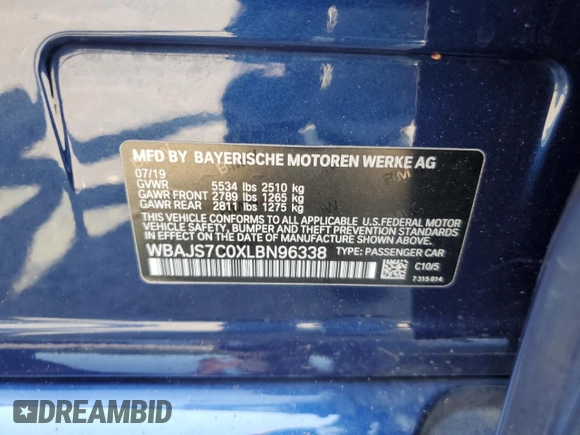 MFD BY BAYERISCHE MOTOREN WERKE AG
07/19
GVWR 5534 lbs 2510 kg
GAWR FRONT 2789 lbs 1265 kg
GAWR REAR 2811 lbs 1275 kg
THIS VEHICLE CONFORMS TO ALL APPLICABLE U.S.FEDERAL MOTOR
VEHICLE SAFETY, BUMPER AND THEFT PREVENTION STANDARDS
IN EFFECT ON THE DATE OF MANUFACTURE SHOWN ABOVE.
WBAJS7C0XLBN96338 TYPE: PASSENGER CAR
C10/5
7 315 814
DREAMBID